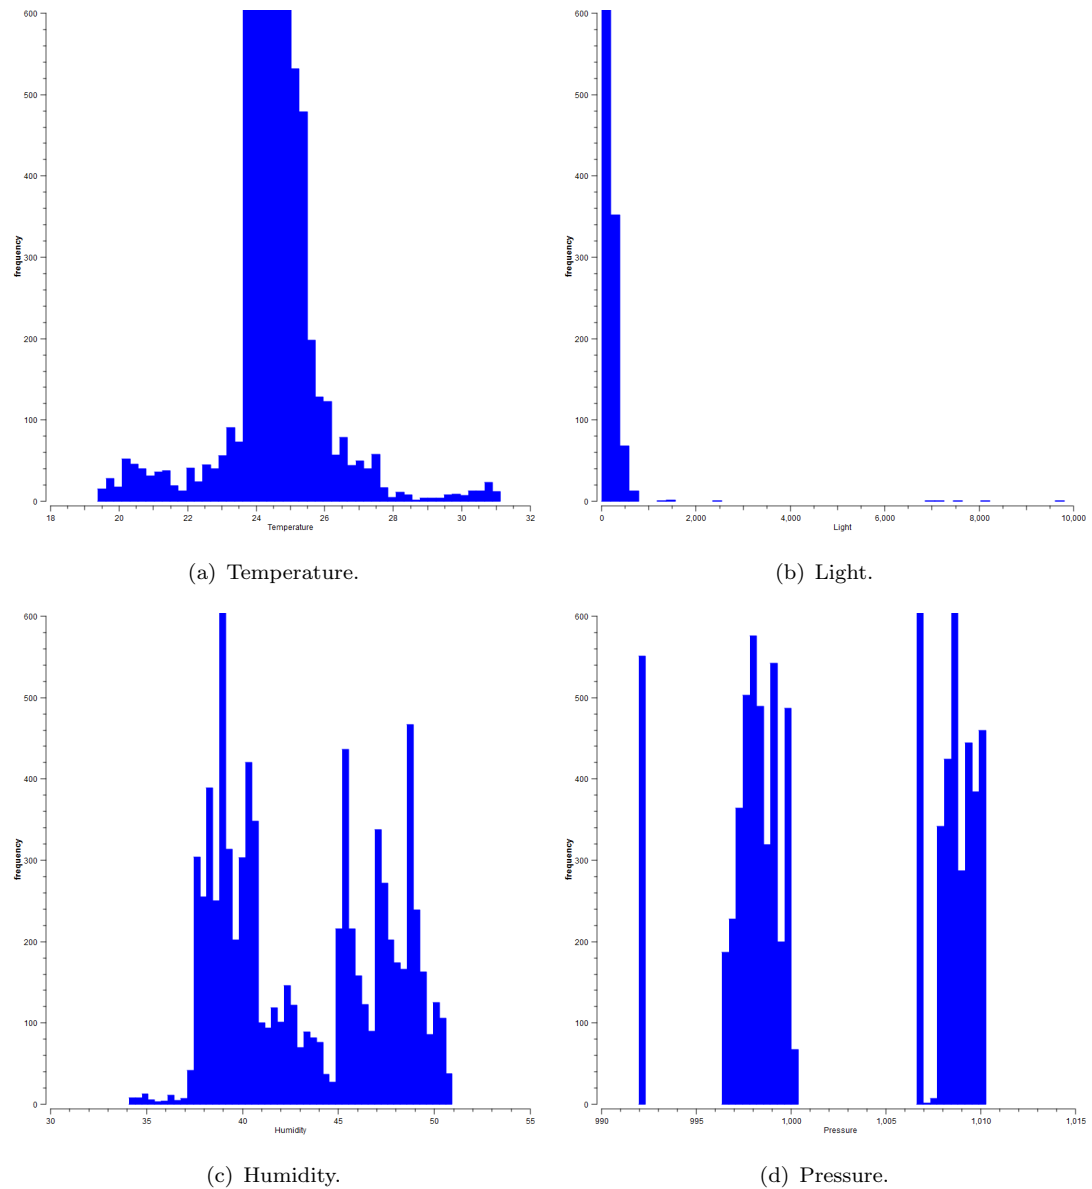 600
500
400
300
200
100
0
frequency
18 20 22 24 26 28 30 32
Temperature
(a) Temperature.
600
500
400
300
200
100
0
frequency
0 2,000 4,000 6,000 8,000 10,000
Light
(b) Light.
600
500
400
300
200
100
0
frequency
30 35 40 45 50 55
Humidity
(c) Humidity.
600
500
400
300
200
100
0
frequency
990 995 1,000 1,005 1,010 1,015
Pressure
(d) Pressure.